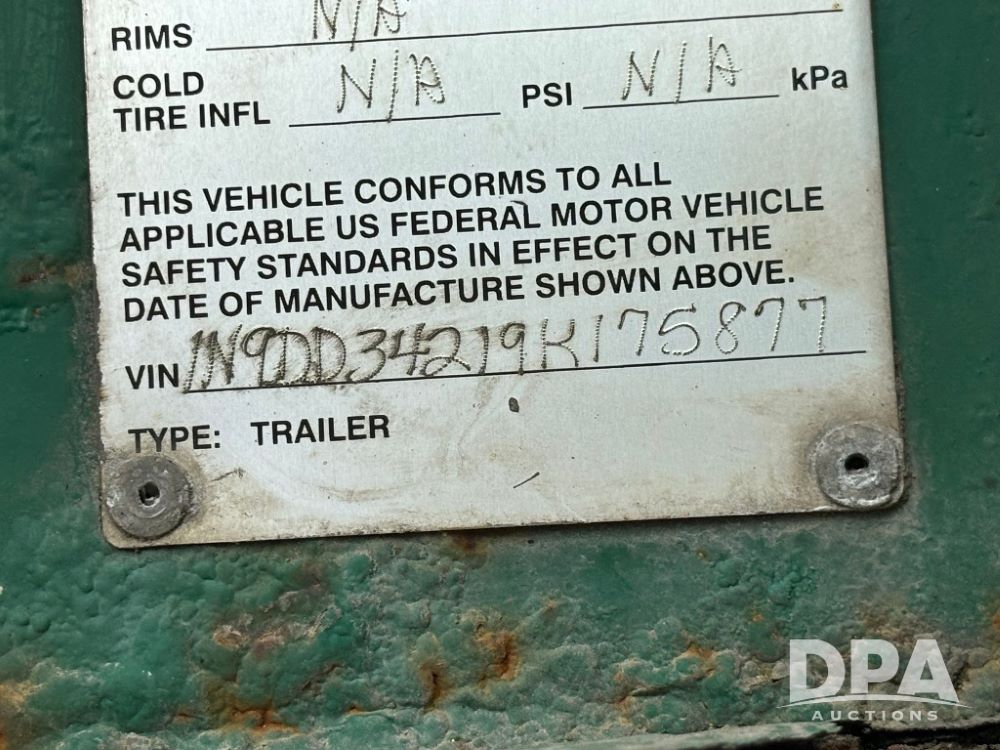 RIMS N/A
COLD
TIRE INFL N/A PSI N/A kPa
THIS VEHICLE CONFORMS TO ALL
APPLICABLE US FEDERAL MOTOR VEHICLE
SAFETY STANDARDS IN EFFECT ON THE
DATE OF MANUFACTURE SHOWN ABOVE.
VIN 1N9DD34219K175877
TYPE: TRAILER
DPA
AUCTIONS